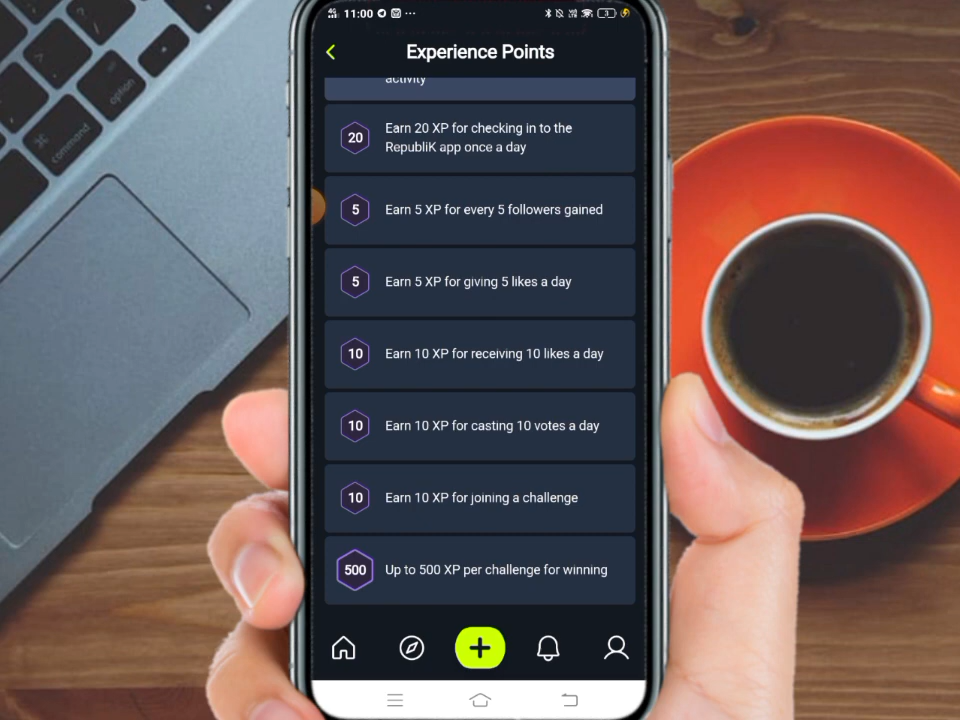 11:00
3
Experience Points
activity
20
Earn 20 XP for checking in to the
RepubliK app once a day
5
Earn 5 XP for every 5 followers gained
5
Earn 5 XP for giving 5 likes a day
10
Earn 10 XP for receiving 10 likes a day
10
Earn 10 XP for casting 10 votes a day
10
Earn 10 XP for joining a challenge
500
Up to 500 XP per challenge for winning
option
command